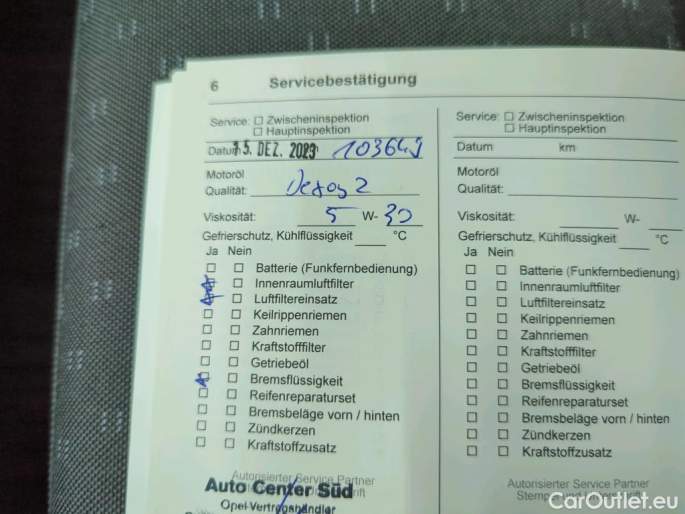 6 Servicebestätigung
Service: Zwischeninspektion
Hauptinspektion
Datum 15. DEZ. 2023 103649
Motoröl
Qualität: Dexos 2
Viskosität: 5 W- 30
Gefrierschutz, Kühlflüssigkeit °C
Ja Nein
Batterie (Funkfernbedienung)
Innenraumluftfilter
Luftfiltereinsatz
Keilrippenriemen
Zahnriemen
Kraftstofffilter
Getriebeöl
Bremsflüssigkeit
Reifenreparaturset
Bremsbeläge vorn / hinten
Zündkerzen
Kraftstoffzusatz
Autorisierter Service Partner
Auto Center Süd
Opel-Vertragshändler
Service: Zwischeninspektion
Hauptinspektion
Datum km
Motoröl
Qualität:
Viskosität: W-
Gefrierschutz, Kühlflüssigkeit °C
Ja Nein
Batterie (Funkfernbedienung)
Innenraumluftfilter
Luftfiltereinsatz
Keilrippenriemen
Zahnriemen
Kraftstofffilter
Getriebeöl
Bremsflüssigkeit
Reifenreparaturset
Bremsbeläge vorn / hinten
Zündkerzen
Kraftstoffzusatz
Autorisierter Service Partner
Stempel und Unterschrift
CarOutlet.eu